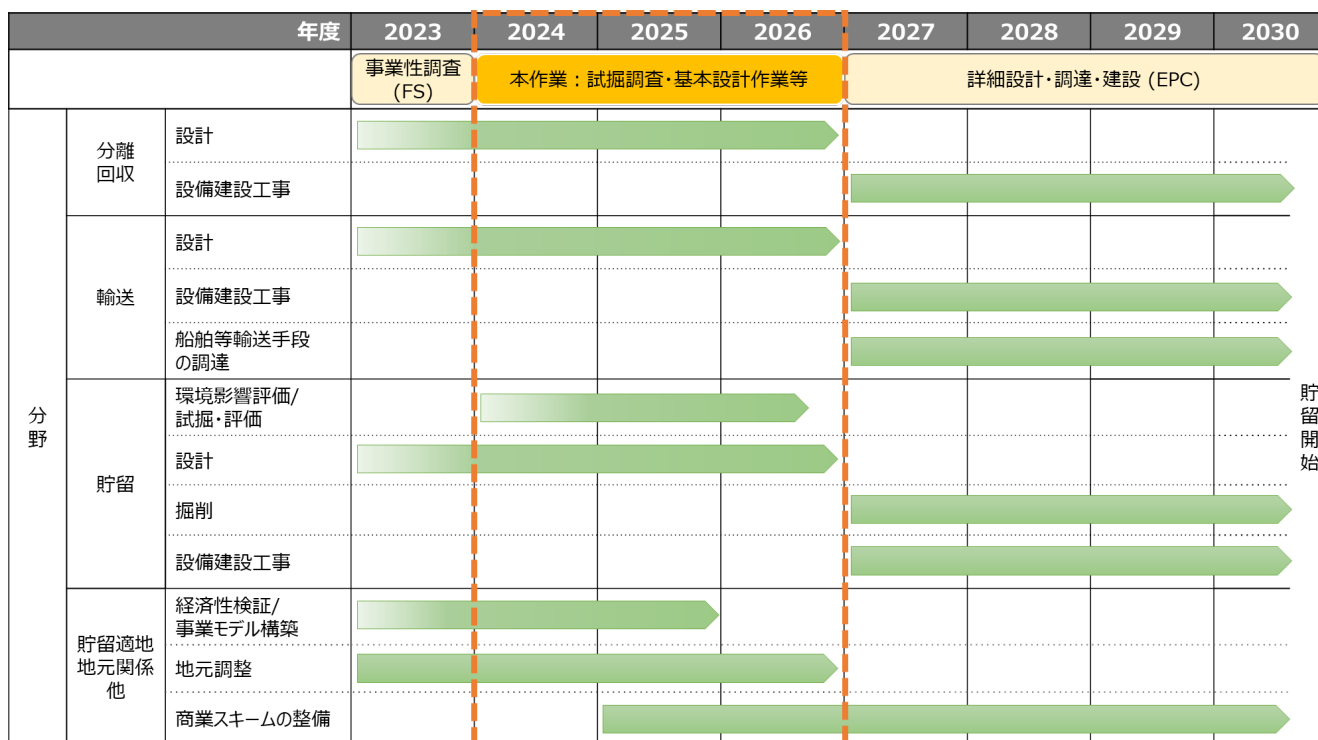 年度 2023 2024 2025 2026 2027 2028 2029 2030
事業性調査
(FS)
本作業：試掘調査・基本設計作業等
詳細設計・調達・建設 (EPC)
分野
分離
回収
設計
設備建設工事
輸送
設計
設備建設工事
船舶等輸送手段
の調達
貯留
環境影響評価/
試掘・評価
設計
掘削
設備建設工事
貯留適地
地元関係
他
経済性検証/
事業モデル構築
地元調整
商業スキームの整備
貯留開始